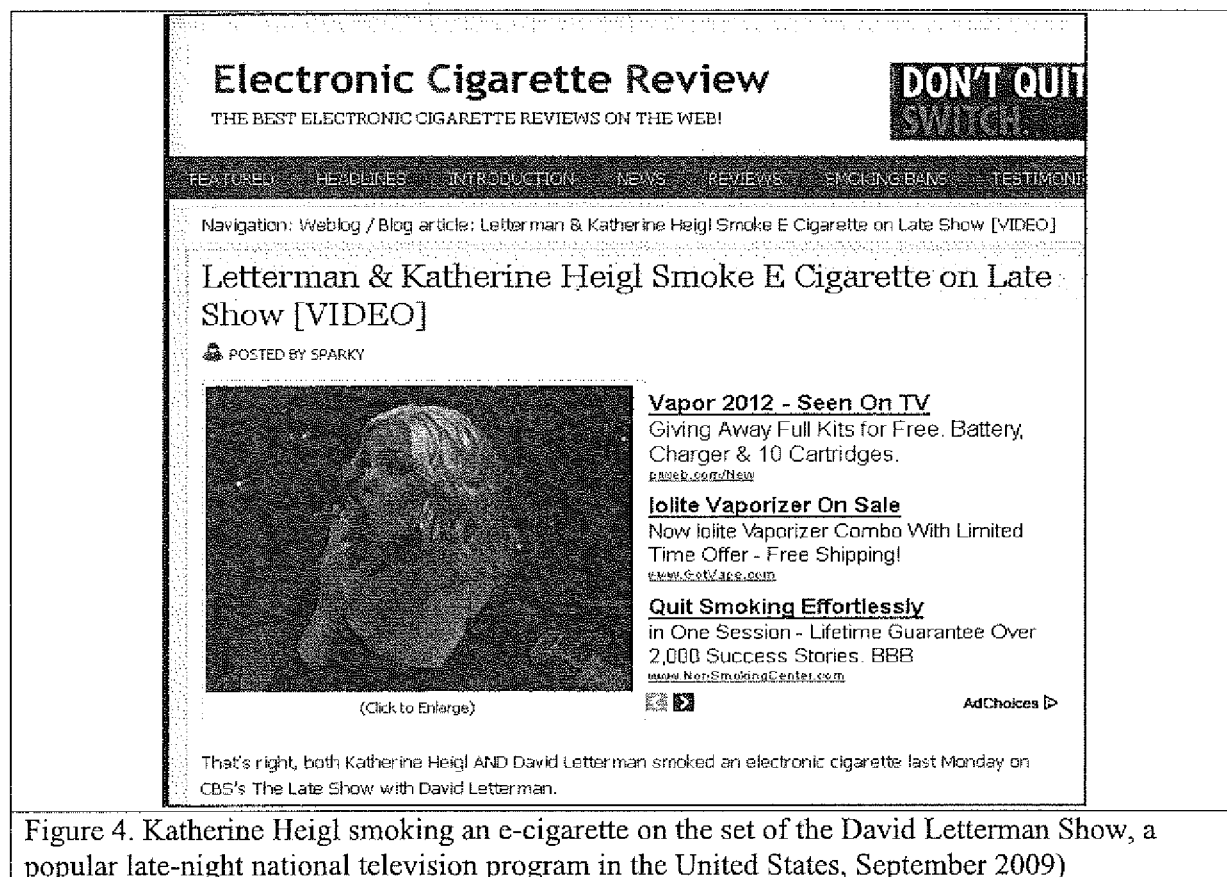 Electronic Cigarette Review
THE BEST ELECTRONIC CIGARETTE REVIEWS ON THE WEB!
DON'T QUIT
SWITCH.
FEATURED HEADLINES INTRODUCTION NEWS REVIEWS SMOKING BANS TESTIMONI
Navigation: Weblog / Blog article: Letterman & Katherine Heigl Smoke E Cigarette on Late Show [VIDEO]
Letterman & Katherine Heigl Smoke E Cigarette on Late
Show [VIDEO]
POSTED BY SPARKY
(Click to Enlarge)
Vapor 2012 - Seen On TV
Giving Away Full Kits for Free. Battery,
Charger & 10 Cartridges.
Iolite Vaporizer On Sale
Now Iolite Vaporizer Combo With Limited
Time Offer - Free Shipping!
www.GotVape.com
Quit Smoking Effortlessly
in One Session - Lifetime Guarantee Over
2,000 Success Stories. BBB
www.NonSmokingCenter.com
AdChoices
That's right, both Katherine Heigl AND David Letterman smoked an electronic cigarette last Monday on
CBS's The Late Show with David Letterman.
Figure 4. Katherine Heigl smoking an e-cigarette on the set of the David Letterman Show, a
popular late-night national television program in the United States, September 2009)